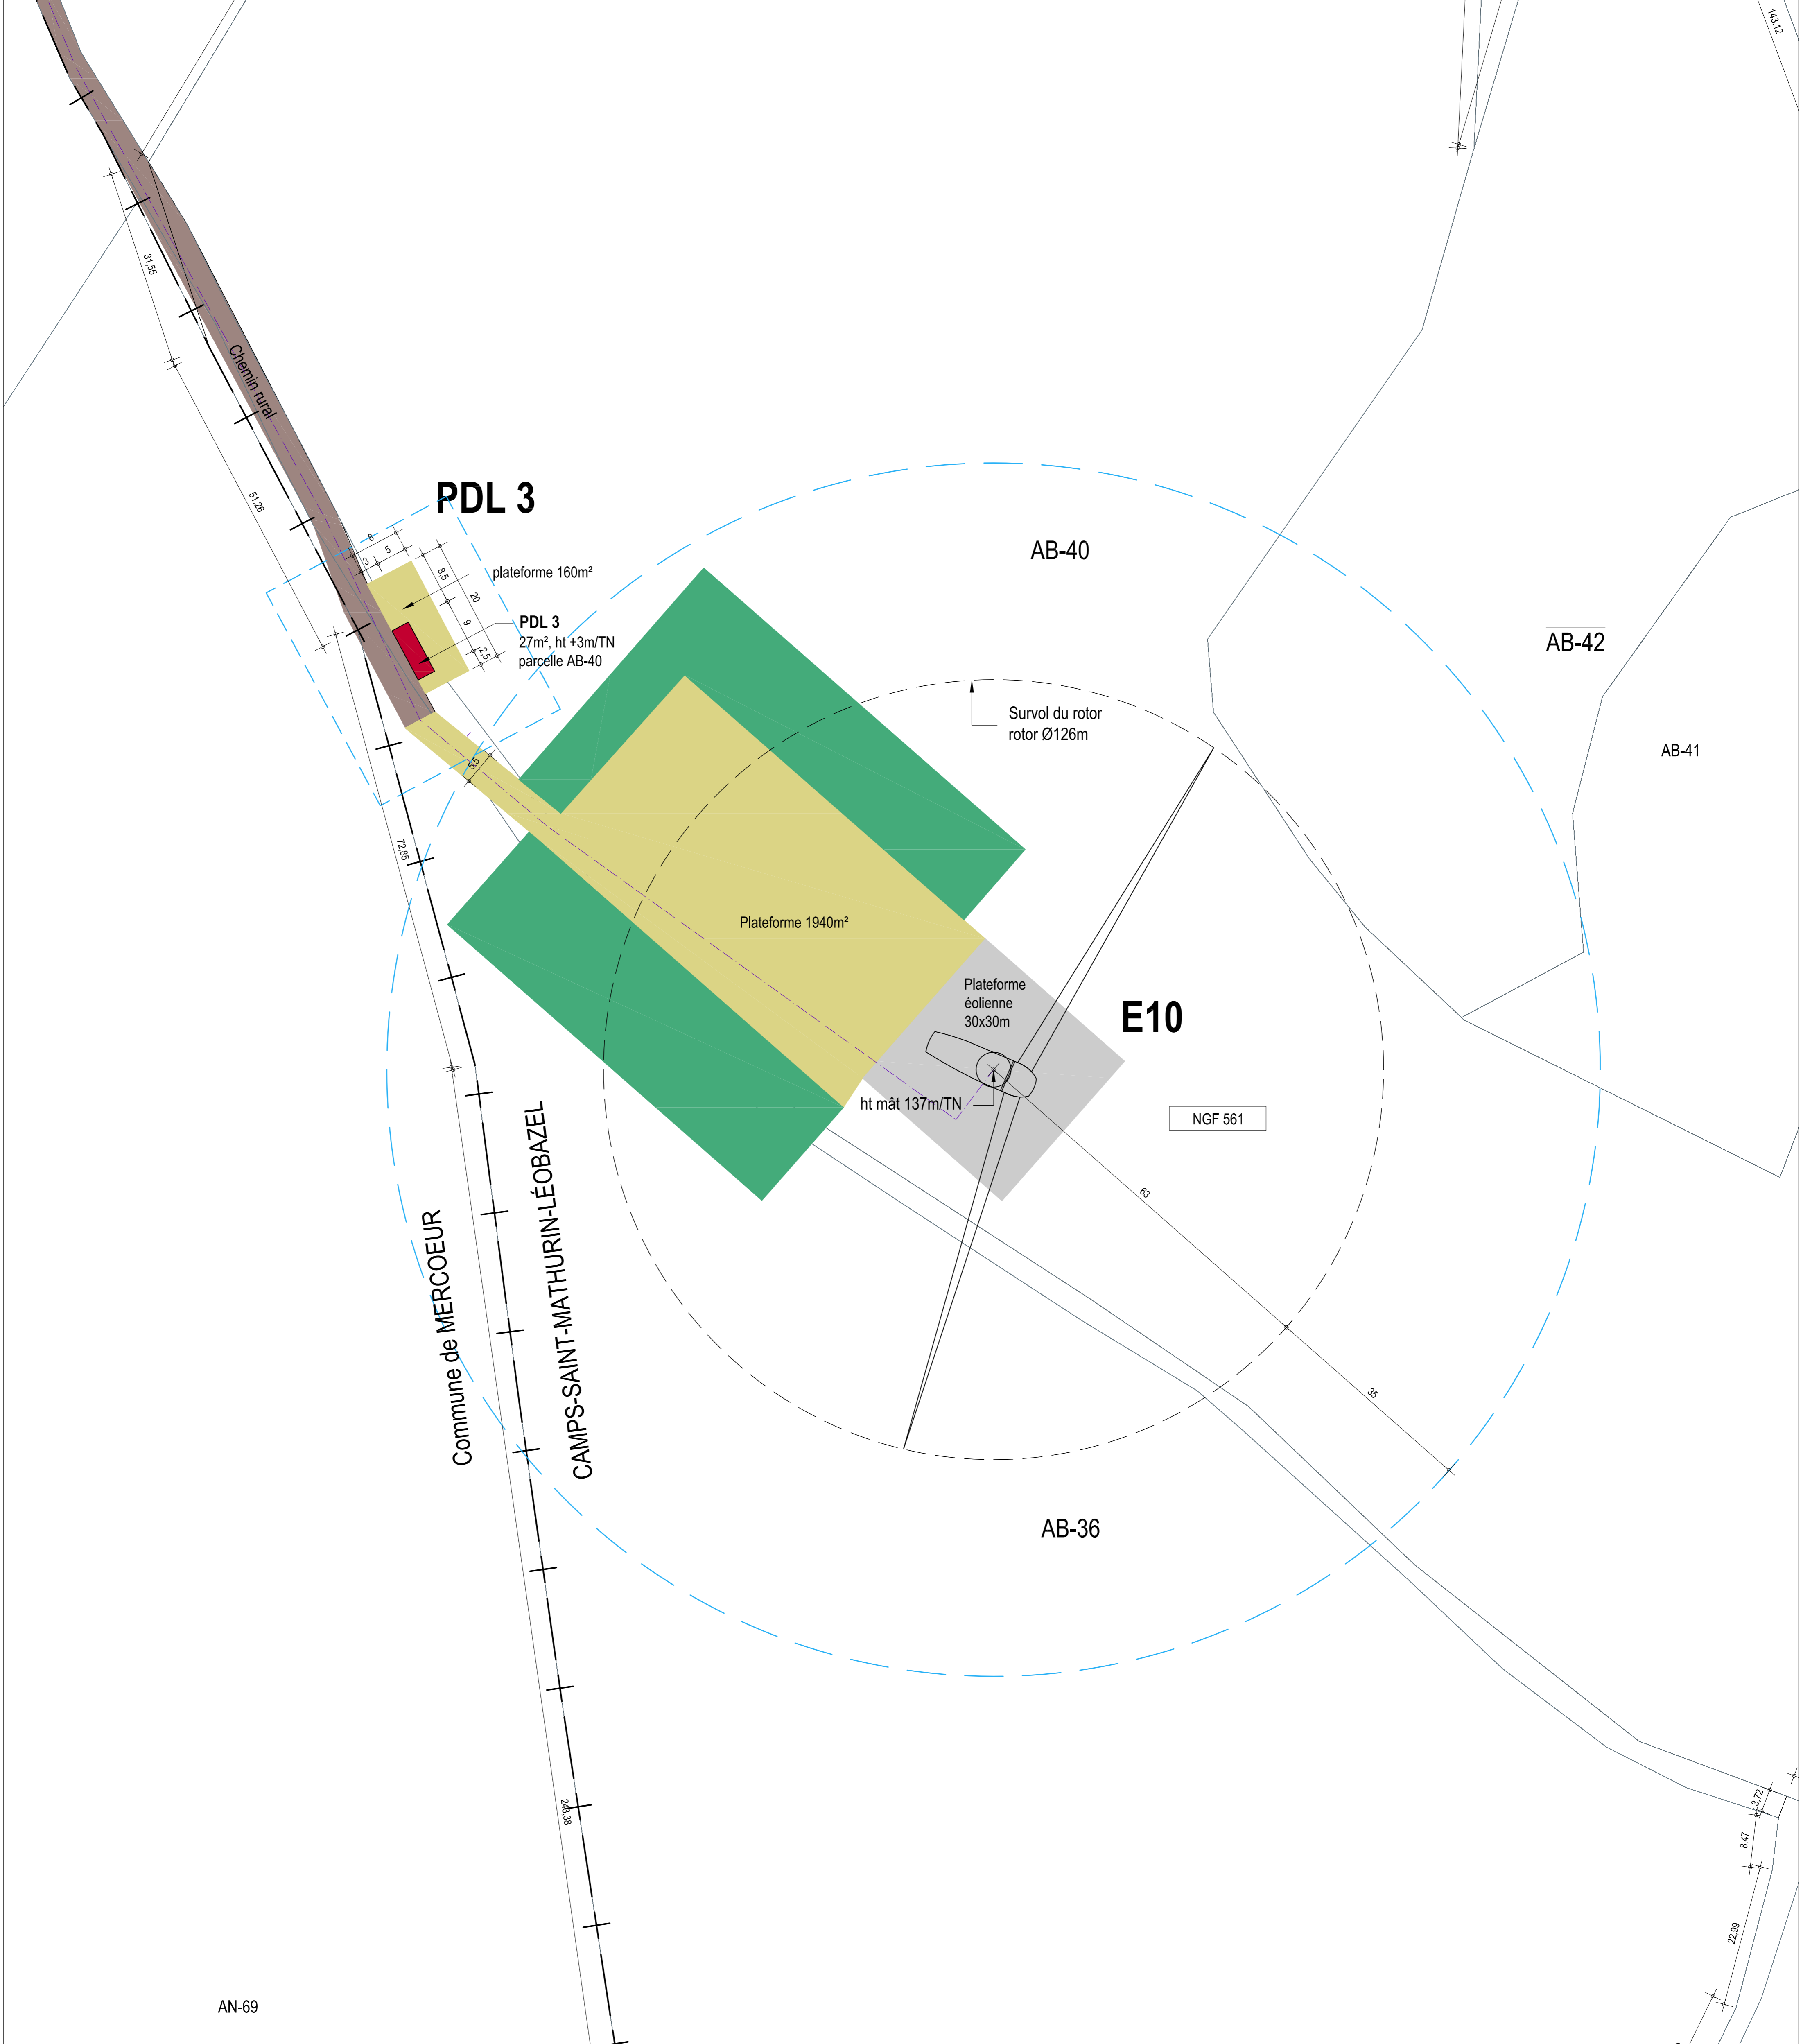 143,12
31,55
Chemin rural
51,26
PDL 3
8
3
5
8,5
20
9
2,5
plateforme 160m²
PDL 3
27m², ht +3m/TN
parcelle AB-40
5,5
72,85
AB-40
AB-42
AB-41
Survol du rotor
rotor Ø126m
Plateforme 1940m²
Plateforme
éolienne
30x30m
E10
ht mât 137m/TN
NGF 561
63
35
Commune de MERCOEUR
CAMPS-SAINT-MATHURIN-LÉOBAZEL
AB-36
248,38
3,72
8,47
22,99
AN-69